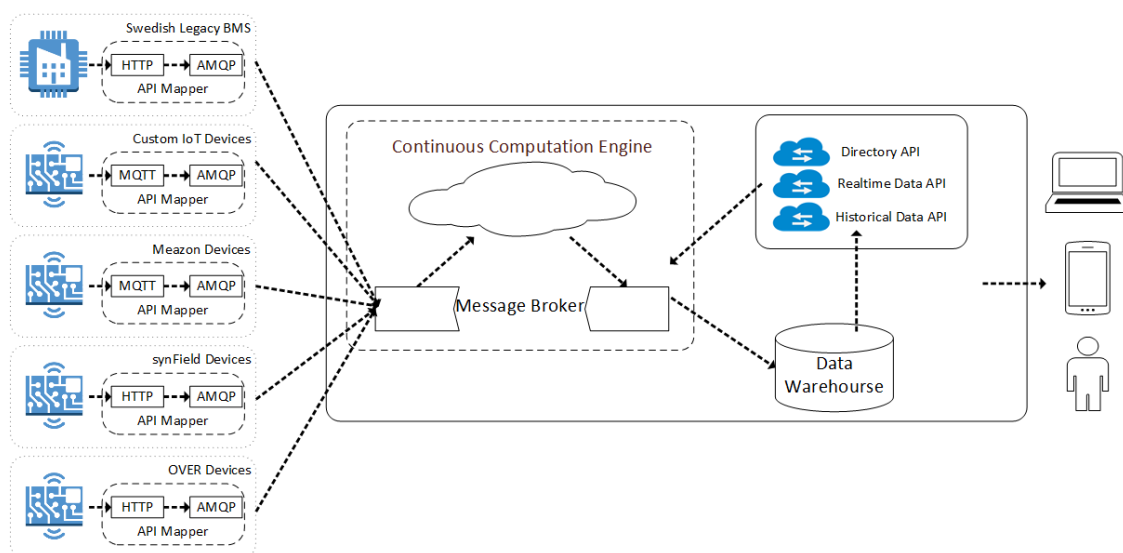 Swedish Legacy BMS
HTTP
AMQP
API Mapper
Custom IoT Devices
MQTT
AMQP
API Mapper
Meazon Devices
MQTT
AMQP
API Mapper
synField Devices
HTTP
AMQP
API Mapper
OVER Devices
HTTP
AMQP
API Mapper
Continuous Computation Engine
Message Broker
Directory API
Realtime Data API
Historical Data API
Data
Warehourse